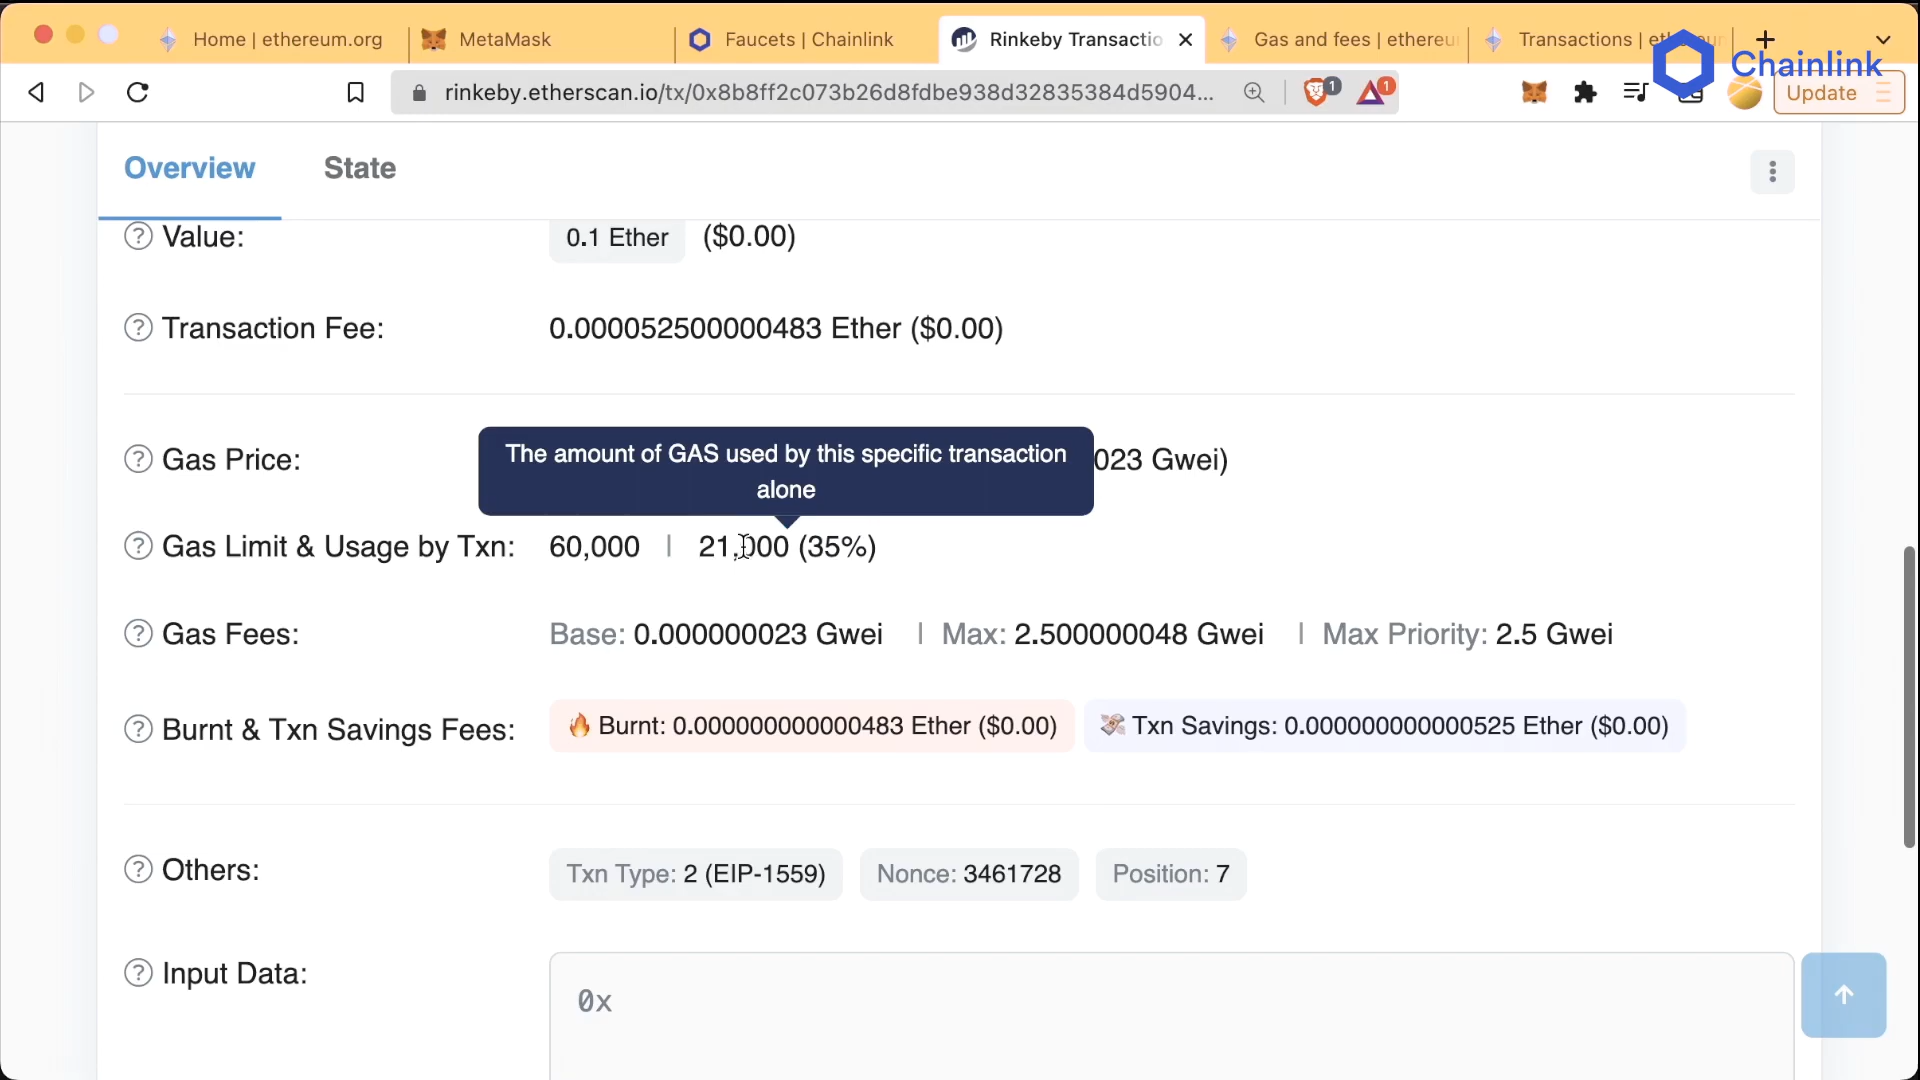 Home | ethereum.org
MetaMask
Faucets | Chainlink
Rinkeby Transactio
Gas and fees | ethereu
Transactions |
Chainlink
rinkeby.etherscan.io/tx/0x8b8ff2c073b26d8fdbe938d32835384d5904...
1
1
Update
Overview
State
Value:
0.1 Ether ($0.00)
Transaction Fee:
0.000052500000483 Ether ($0.00)
The amount of GAS used by this specific transaction
alone
Gas Price:
023 Gwei)
Gas Limit & Usage by Txn:
60,000 | 21,000 (35%)
Gas Fees:
Base: 0.000000023 Gwei | Max: 2.500000048 Gwei | Max Priority: 2.5 Gwei
Burnt & Txn Savings Fees:
🔥 Burnt: 0.000000000000483 Ether ($0.00)
💸 Txn Savings: 0.000000000000525 Ether ($0.00)
Others:
Txn Type: 2 (EIP-1559)
Nonce: 3461728
Position: 7
Input Data:
0x